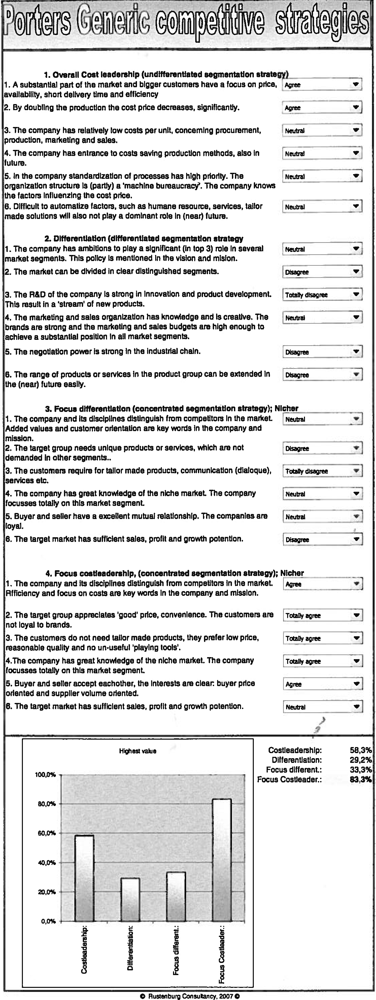 Porters Generic competitive strategies
1. Overall Cost leadership (undifferentiated segmentation strategy)
1. A substantial part of the market and bigger customers have a focus on price,
availability, short delivery time and efficiency
Agree
2. By doubling the production the cost price decreases, significantly.
Agree
3. The company has relatively low costs per unit, concerning procurement,
production, marketing and sales.
Neutral
4. The company has entrance to costs saving production methods, also in
future.
Neutral
5. In the company standardization of processes has high priority. The
organization structure is (partly) a 'machine bureaucracy'. The company knows
the factors influenzing the cost price.
Neutral
6. Difficult to automatize factors, such as humane resource, services, tailor
made solutions will also not play a dominant role in (near) future.
Neutral
2. Differentiation (differentiated segmentation strategy
1. The company has ambitions to play a significant (in top 3) role in several
market segments. This policy is mentioned in the vision and mision.
Neutral
2. The market can be divided in clear distinguished segments.
Disagree
3. The R&D of the company is strong in innovation and product development.
This result in a 'stream' of new products.
Totally disagree
4. The marketing and sales organization has knowledge and is creative. The
brands are strong and the marketing and sales budgets are high enough to
achieve a substantial position in all market segments.
Neutral
5. The negotiation power is strong in the industrial chain.
Disagree
6. The range of products or services in the product group can be extended in
the (near) future easily.
Disagree
3. Focus differentiation (concentrated segmentation strategy); Nicher
1. The company and its disciplines distinguish from competitors in the market.
Added values and customer orientation are key words in the company and
mission.
Neutral
2. The target group needs unique products or services, which are not
demanded in other segments..
Disagree
3. The customers require for tailor made products, communication (dialoque),
services etc.
Totally disagree
4. The company has great knowledge of the niche market. The company
focusses totally on this market segment.
Neutral
5. Buyer and seller have a excellent mutual relationship. The companies are
loyal.
Neutral
6. The target market has sufficient sales, profit and growth potention.
Disagree
4. Focus costleadership, (concentrated segmentation strategy); Nicher
1. The company and its disciplines distinguish from competitors in the market.
Rfficiency and focus on costs are key words in the company and mission.
Agree
2. The target group appreciates 'good' price, convenience. The customers are
not loyal to brands.
Totally agree
3. The customers do not need tailor made products, they prefer low price,
reasonable quality and no un-useful 'playing tools'.
Totally agree
4.The company has great knowledge of the niche market. The company
focusses totally on this market segment.
Totally agree
5. Buyer and seller accept eachother, the interests are clear: buyer price
oriented and supplier volume oriented.
Agree
6. The target market has sufficient sales, profit and growth potention.
Neutral
Highest value
100,0%
80,0%
60,0%
40,0%
20,0%
0,0%
Costleadership:
Differentiation:
Focus different.:
Focus Costleader.:
Costleadership: 58,3%
Differentiation: 29,2%
Focus different.: 33,3%
Focus Costleader.: 83,3%
© Rustenburg Consultancy, 2007 ©